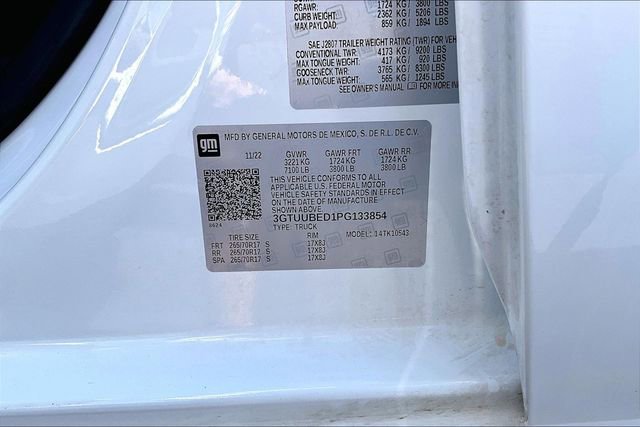 RGAWR: 1724 KG / 3800 LBS
CURB WEIGHT: 2362 KG / 5206 LBS
MAX PAYLOAD: 859 KG / 1894 LBS
SAE J2807 TRAILER WEIGHT RATING (TWR) FOR VEH
CONVENTIONAL TWR: 4173 KG / 9200 LBS
MAX TONGUE WEIGHT: 417 KG / 920 LBS
GOOSENECK TWR: 3765 KG / 8300 LBS
MAX TONGUE WEIGHT: 565 KG / 1245 LBS
SEE OWNER'S MANUAL FOR MORE IN
gm MFD BY GENERAL MOTORS DE MEXICO, S. DE R.L. DE C.V.
11/22 GVWR GAWR FRT GAWR RR
3221 KG 1724 KG 1724 KG
7100 LB 3800 LB 3800 LB
THIS VEHICLE CONFORMS TO ALL
APPLICABLE U.S. FEDERAL MOTOR
VEHICLE SAFETY STANDARDS IN EFFECT
ON THE DATE OF MANUFACTURE
SHOWN ABOVE.
3GTUUBED1PG133854
TYPE: TRUCK
0624
TIRE SIZE RIM MODEL: 14TK10543
FRT 265/70R17 S 17X8J
RR 265/70R17 S 17X8J
SPA 265/70R17 S 17X8J